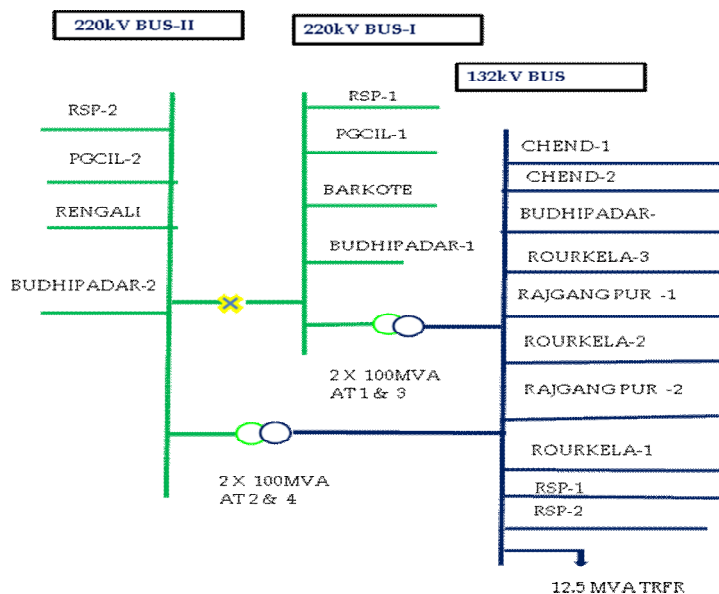 220kV BUS-II
220kV BUS-I
132kV BUS
RSP-2
PGCIL-2
RENGALI
BUDHIPADAR-2
RSP-1
PGCIL-1
BARKOTE
BUDHIPADAR-1
2 X 100MVA
AT 1 & 3
2 X 100MVA
AT 2 & 4
CHEND-1
CHEND-2
BUDHIPADAR-
ROURKELA-3
RAJGANGPUR -1
ROURKELA-2
RAJGANGPUR -2
ROURKELA-1
RSP-1
RSP-2
12.5 MVA TRFR